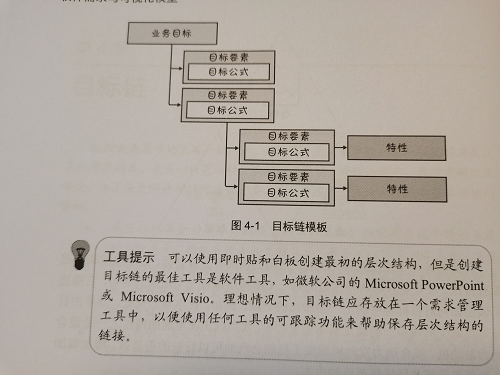 业务目标
目标要素
目标公式
目标要素
目标公式
目标要素
目标公式
特性
目标要素
目标公式
特性
图 4-1 目标链模板
工具提示 可以使用即时贴和白板创建最初的层次结构，但是创建
目标链的最佳工具是软件工具，如微软公司的 Microsoft PowerPoint
或 Microsoft Visio。理想情况下，目标链应存放在一个需求管理
工具中，以便使用任何工具的可跟踪功能来帮助保存层次结构的
链接。